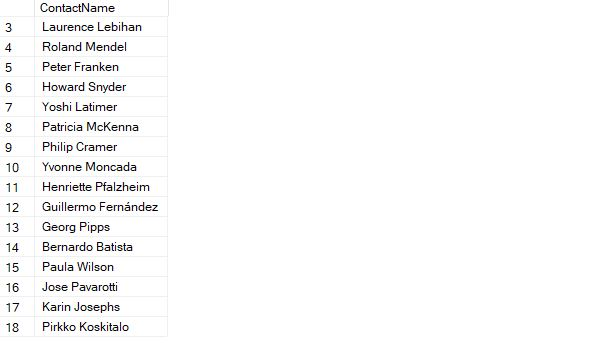 ContactName
3 Laurence Lebihan
4 Roland Mendel
5 Peter Franken
6 Howard Snyder
7 Yoshi Latimer
8 Patricia McKenna
9 Philip Cramer
10 Yvonne Moncada
11 Henriette Pfalzheim
12 Guillermo Fernández
13 Georg Pipps
14 Bernardo Batista
15 Paula Wilson
16 Jose Pavarotti
17 Karin Josephs
18 Pirkko Koskitalo